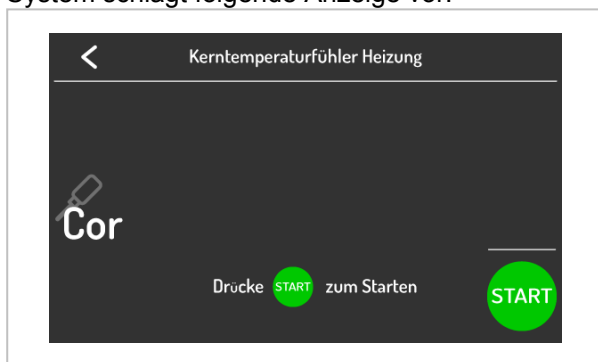 System schlägt folgende Anzeige vor:
Kerntemperaturfühler Heizung
Cor
Drücke START zum Starten
START